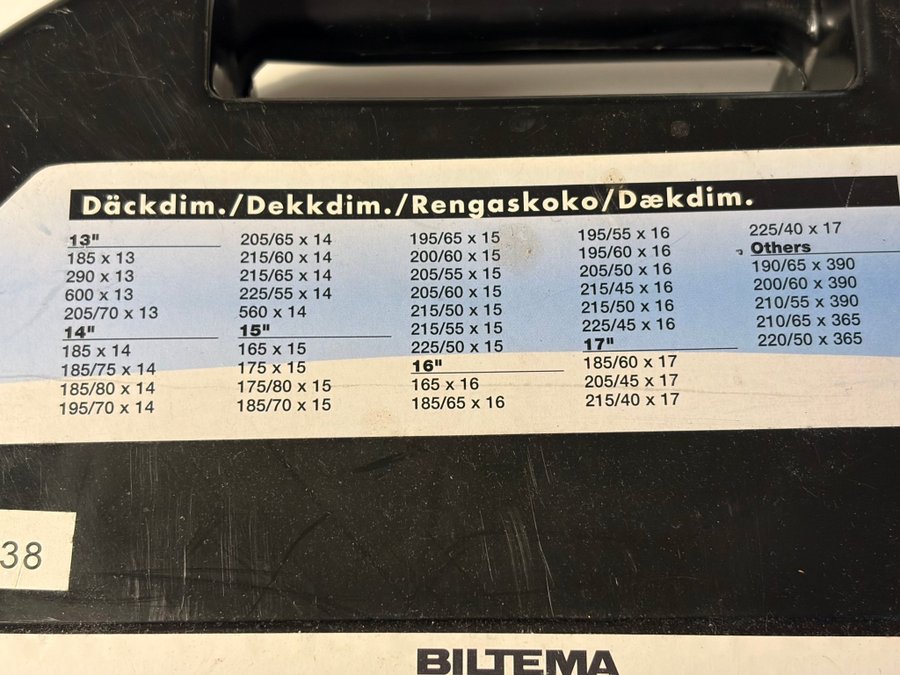 Däckdim./Dekkdim./Rengaskoko/Dækdim.
13"
185 x 13
290 x 13
600 x 13
205/70 x 13
14"
185 x 14
185/75 x 14
185/80 x 14
195/70 x 14
205/65 x 14
215/60 x 14
215/65 x 14
225/55 x 14
560 x 14
15"
165 x 15
175 x 15
175/80 x 15
185/70 x 15
195/65 x 15
200/60 x 15
205/55 x 15
205/60 x 15
215/50 x 15
215/55 x 15
225/50 x 15
16"
165 x 16
185/65 x 16
195/55 x 16
195/60 x 16
205/50 x 16
215/45 x 16
215/50 x 16
225/45 x 16
17"
185/60 x 17
205/45 x 17
215/40 x 17
225/40 x 17
Others
190/65 x 390
200/60 x 390
210/55 x 390
210/65 x 365
220/50 x 365
38
BILTEMA